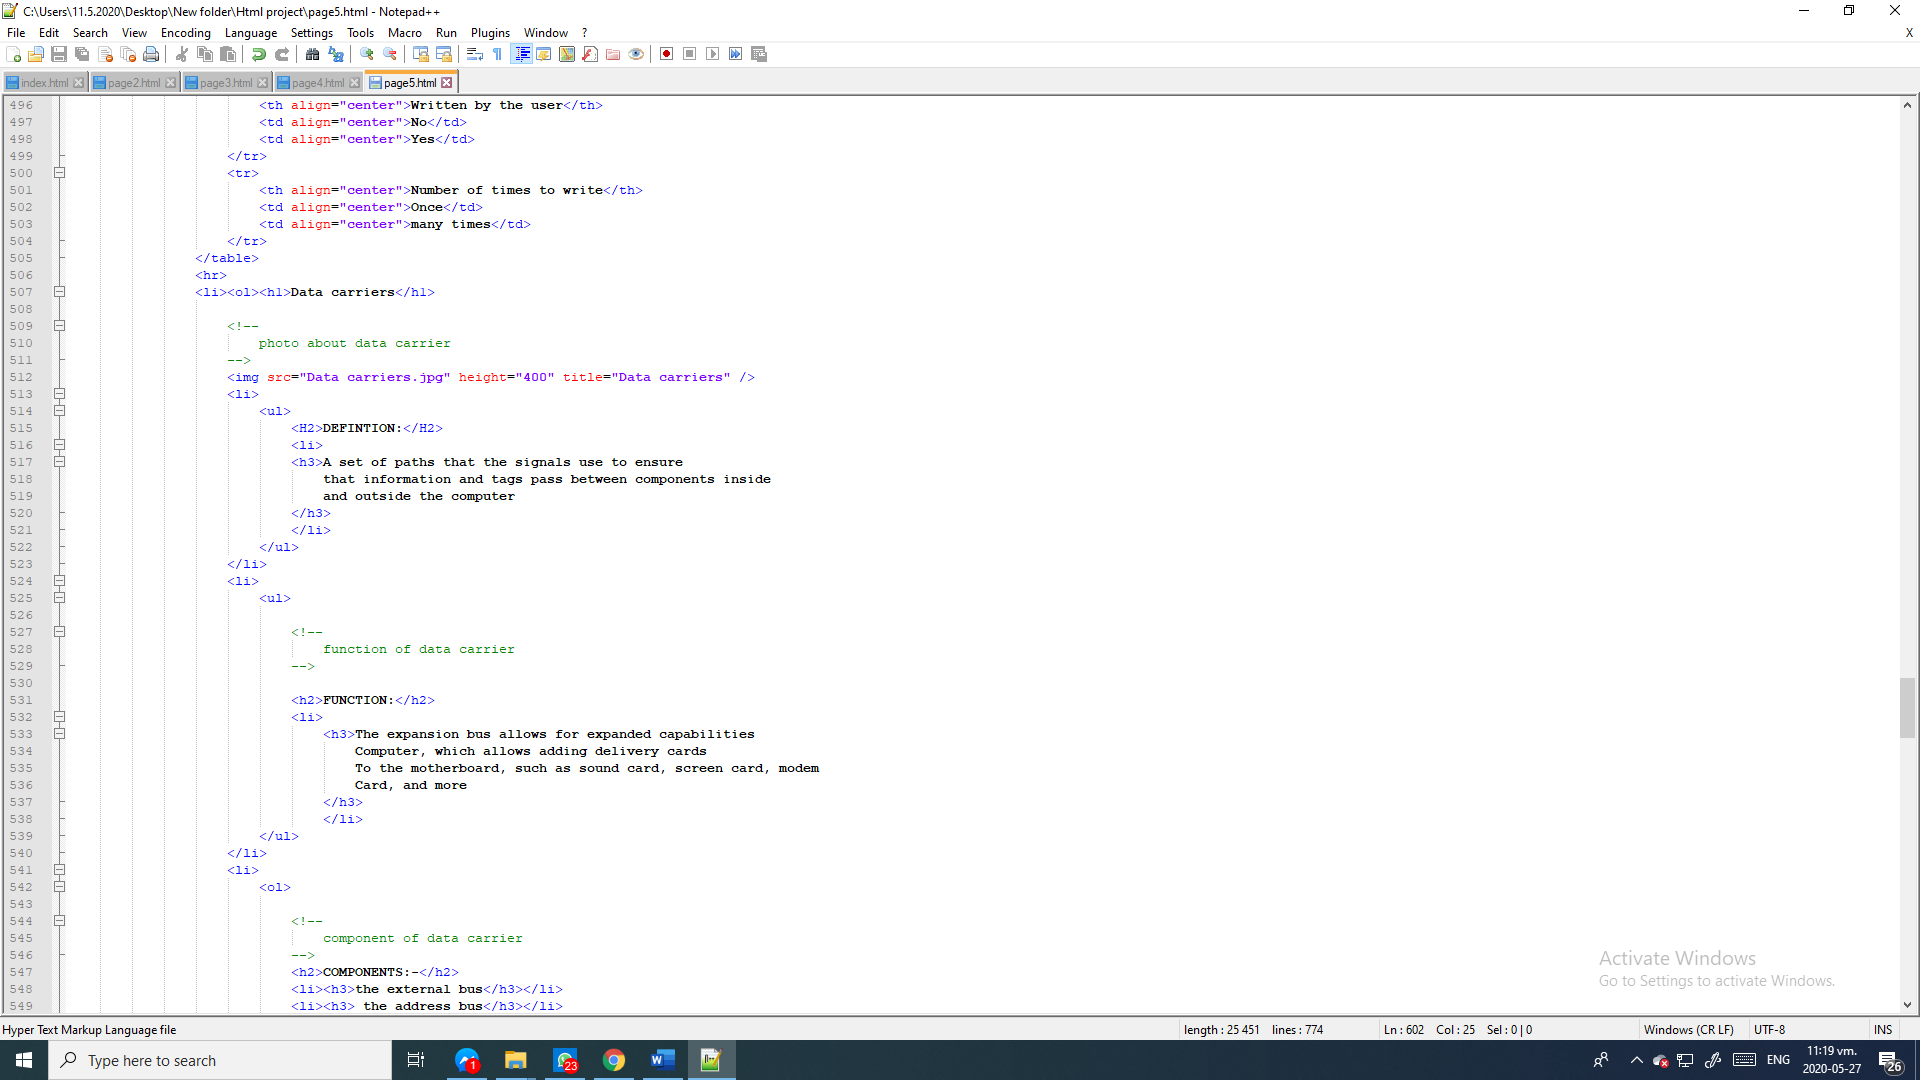 C:\Users\11.5.2020\Desktop\New folder\Html project\page5.html - Notepad++
File Edit Search View Encoding Language Settings Tools Macro Run Plugins Window ? X
index.html page2.html page3.html page4.html page5.html
496 <th align="center">Written by the user</th>
497 <td align="center">No</td>
498 <td align="center">Yes</td>
499 </tr>
500 <tr>
501 <th align="center">Number of times to write</th>
502 <td align="center">Once</td>
503 <td align="center">many times</td>
504 </tr>
505 </table>
506 <hr>
507 <li><ol><h1>Data carriers</h1>
508
509 <!--
510 photo about data carrier
511 -->
512 <img src="Data carriers.jpg" height="400" title="Data carriers" />
513 <li>
514 <ul>
515 <H2>DEFINTION:</H2>
516 <li>
517 <h3>A set of paths that the signals use to ensure
518 that information and tags pass between components inside
519 and outside the computer
520 </h3>
521 </li>
522 </ul>
523 </li>
524 <li>
525 <ul>
526
527 <!--
528 function of data carrier
529 -->
530
531 <h2>FUNCTION:</h2>
532 <li>
533 <h3>The expansion bus allows for expanded capabilities
534 Computer, which allows adding delivery cards
535 To the motherboard, such as sound card, screen card, modem
536 Card, and more
537 </h3>
538 </li>
539 </ul>
540 </li>
541 <li>
542 <ol>
543
544 <!--
545 component of data carrier
546 -->
547 <h2>COMPONENTS:-</h2>
548 <li><h3>the external bus</h3></li>
549 <li><h3> the address bus</h3></li>
Activate Windows
Go to Settings to activate Windows.
Hyper Text Markup Language file length : 25 451 lines : 774 Ln : 602 Col : 25 Sel : 0 | 0 Windows (CR LF) UTF-8 INS
Type here to search 1 23 ENG 11:19 vm. 26
2020-05-27